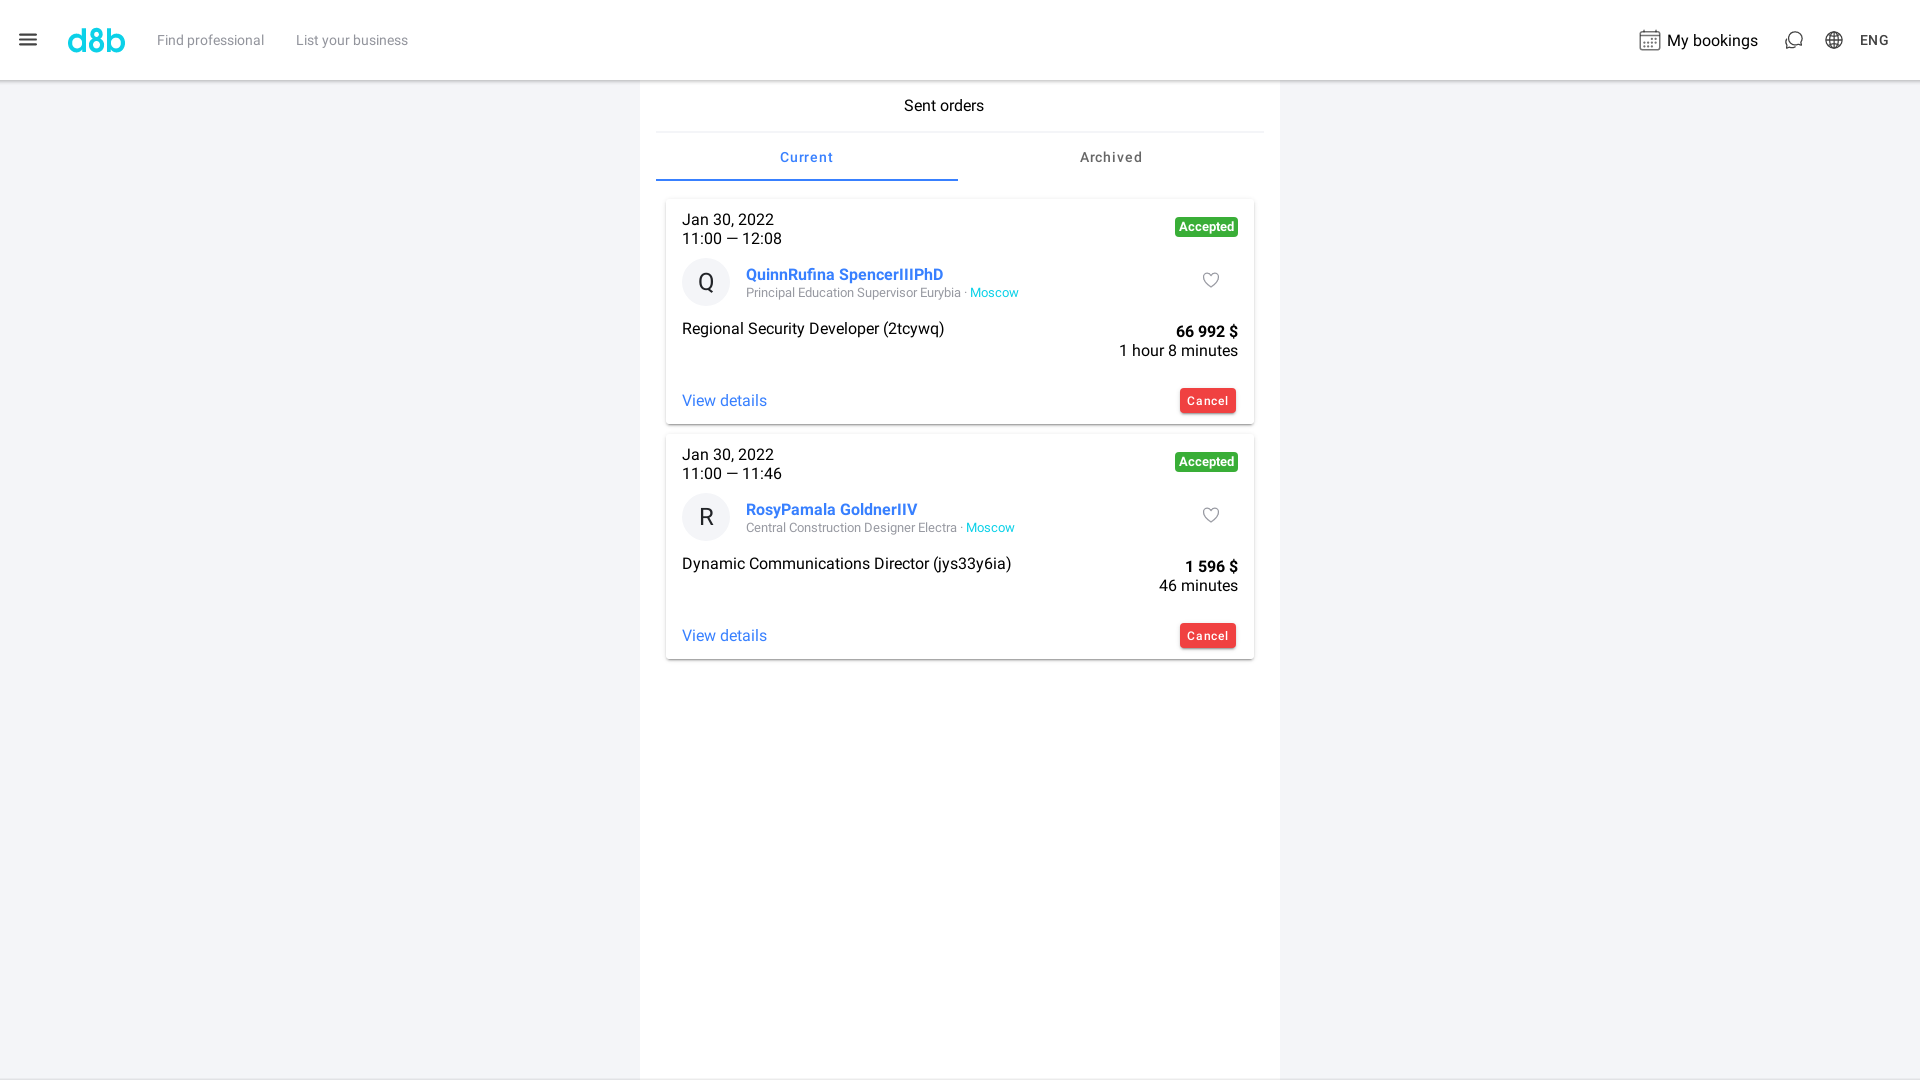 d8b
Find professional
List your business
My bookings
ENG
Sent orders
Current
Archived
Jan 30, 2022
11:00 — 12:08
Accepted
Q
QuinnRufina SpencerIIIPhD
Principal Education Supervisor Eurybia · Moscow
Regional Security Developer (2tcywq)
66 992 $
1 hour 8 minutes
View details
Cancel
Jan 30, 2022
11:00 — 11:46
Accepted
R
RosyPamala GoldnerIIV
Central Construction Designer Electra · Moscow
Dynamic Communications Director (jys33y6ia)
1 596 $
46 minutes
View details
Cancel